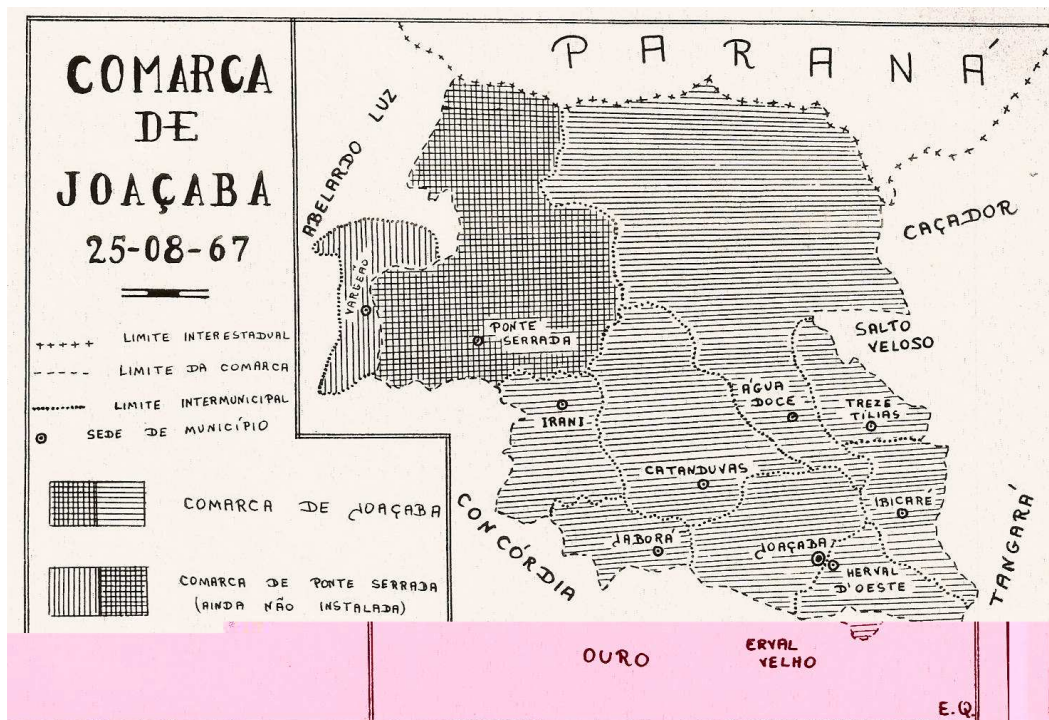 COMARCA
DE
JOAÇABA
25-08-67
LIMITE INTERESTADUAL
LIMITE DA COMARCA
LIMITE INTERMUNICIPAL
SEDE DE MUNICÍPIO
COMARCA DE JOAÇABA
COMARCA DE PONTE SERRADA
(AINDA NÃO INSTALADA)
PARANÁ
ABELARDO LUZ
CAÇADOR
VARGEÃO
PONTE
SERRADA
SALTO
VELOSO
IRANI
ÁGUA
DOCE
TREZE
TÍLIAS
CATANDUVAS
IBICARÉ
CONCÓRDIA
JABORÁ
JOAÇABA
HERVAL
D'OESTE
TANGARÁ
OURO
ERVAL
VELHO
E.Q.